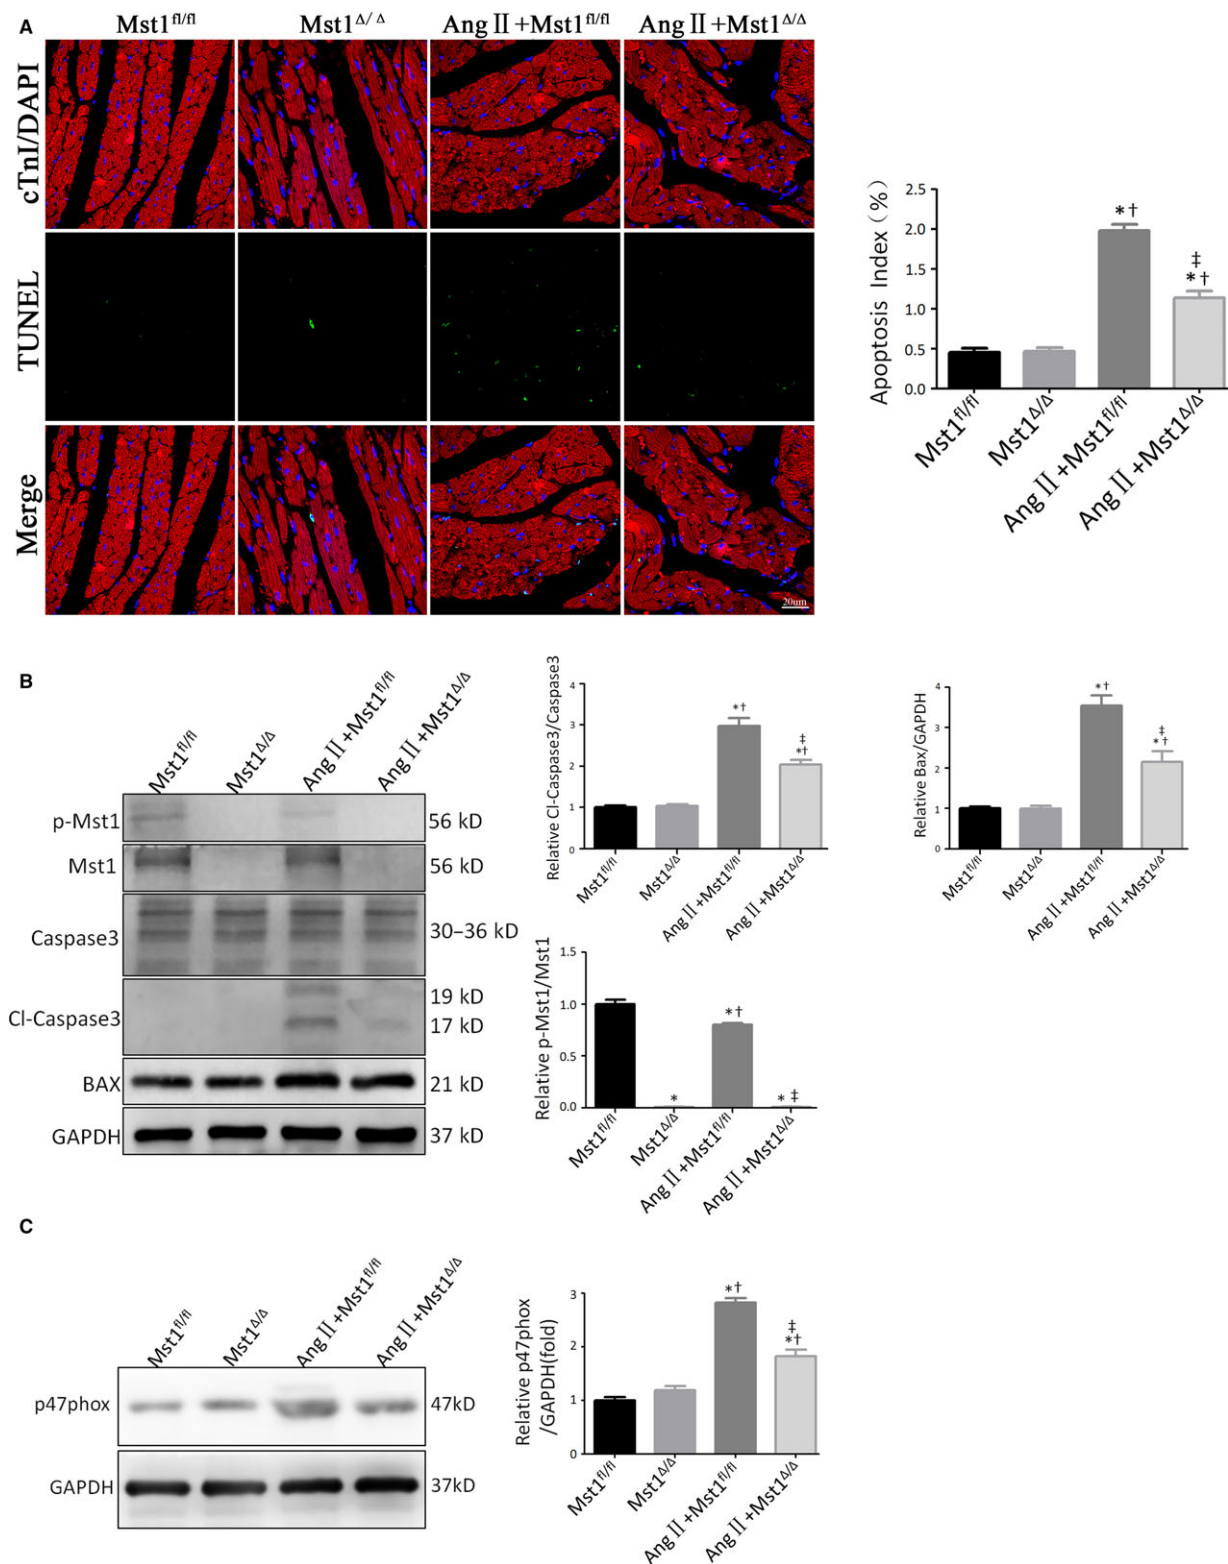 A
Mst1fl/fl Mst1Δ/Δ Ang Ⅱ+Mst1fl/fl Ang Ⅱ+Mst1Δ/Δ
cTnI/DAPI
TUNEL
Merge
20um
Apoptosis Index (%)
2.5
2.0
1.5
1.0
0.5
0.0
*†
‡
*†
Mst1fl/fl
Mst1Δ/Δ
Ang Ⅱ+Mst1fl/fl
Ang Ⅱ+Mst1Δ/Δ
B
Mst1fl/fl
Mst1Δ/Δ
Ang Ⅱ+Mst1fl/fl
Ang Ⅱ+Mst1Δ/Δ
p-Mst1 56 kD
Mst1 56 kD
Caspase3 30–36 kD
Cl-Caspase3
19 kD
17 kD
BAX 21 kD
GAPDH 37 kD
Relative Cl-Caspase3/Caspase3
4
3
2
1
0
*†
‡
*†
Mst1fl/fl
Mst1Δ/Δ
Ang Ⅱ+Mst1fl/fl
Ang Ⅱ+Mst1Δ/Δ
Relative Bax/GAPDH
4
3
2
1
0
*†
‡
*†
Mst1fl/fl
Mst1Δ/Δ
Ang Ⅱ+Mst1fl/fl
Ang Ⅱ+Mst1Δ/Δ
Relative p-Mst1/Mst1
1.5
1.0
0.5
0.0
*
*†
*‡
Mst1fl/fl
Mst1Δ/Δ
Ang Ⅱ+Mst1fl/fl
Ang Ⅱ+Mst1Δ/Δ
C
Mst1fl/fl
Mst1Δ/Δ
Ang Ⅱ+Mst1fl/fl
Ang Ⅱ+Mst1Δ/Δ
p47phox 47kD
GAPDH 37kD
Relative p47phox
/GAPDH(fold)
3
2
1
0
*†
‡
*†
Mst1fl/fl
Mst1Δ/Δ
Ang Ⅱ+Mst1fl/fl
Ang Ⅱ+Mst1Δ/Δ